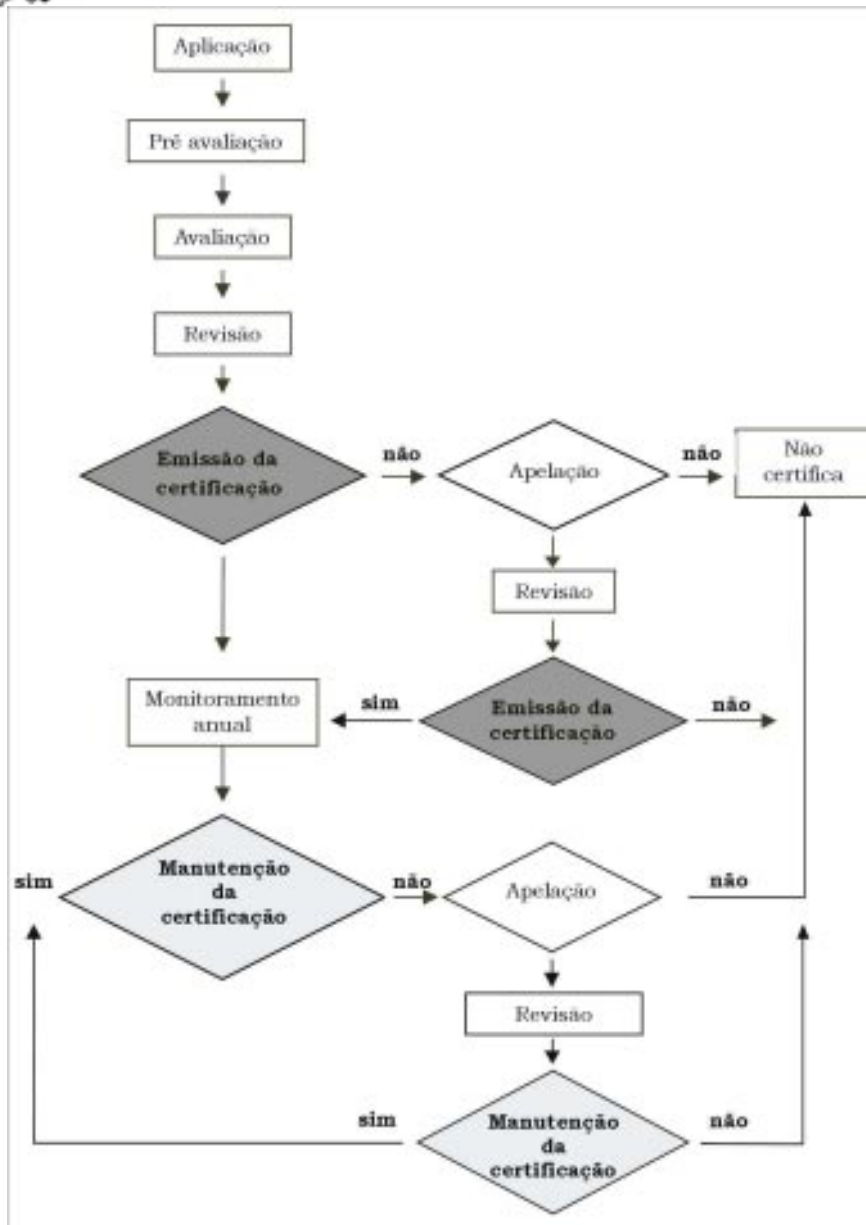 Aplicação
Pré avaliação
Avaliação
Revisão
Emissão da
certificação
não
Apelação
não
Não
certifica
Revisão
Monitoramento
anual
sim
Emissão da
certificação
não
sim
Manutenção
da
certificação
não
Apelação
não
Revisão
sim
Manutenção
da
certificação
não